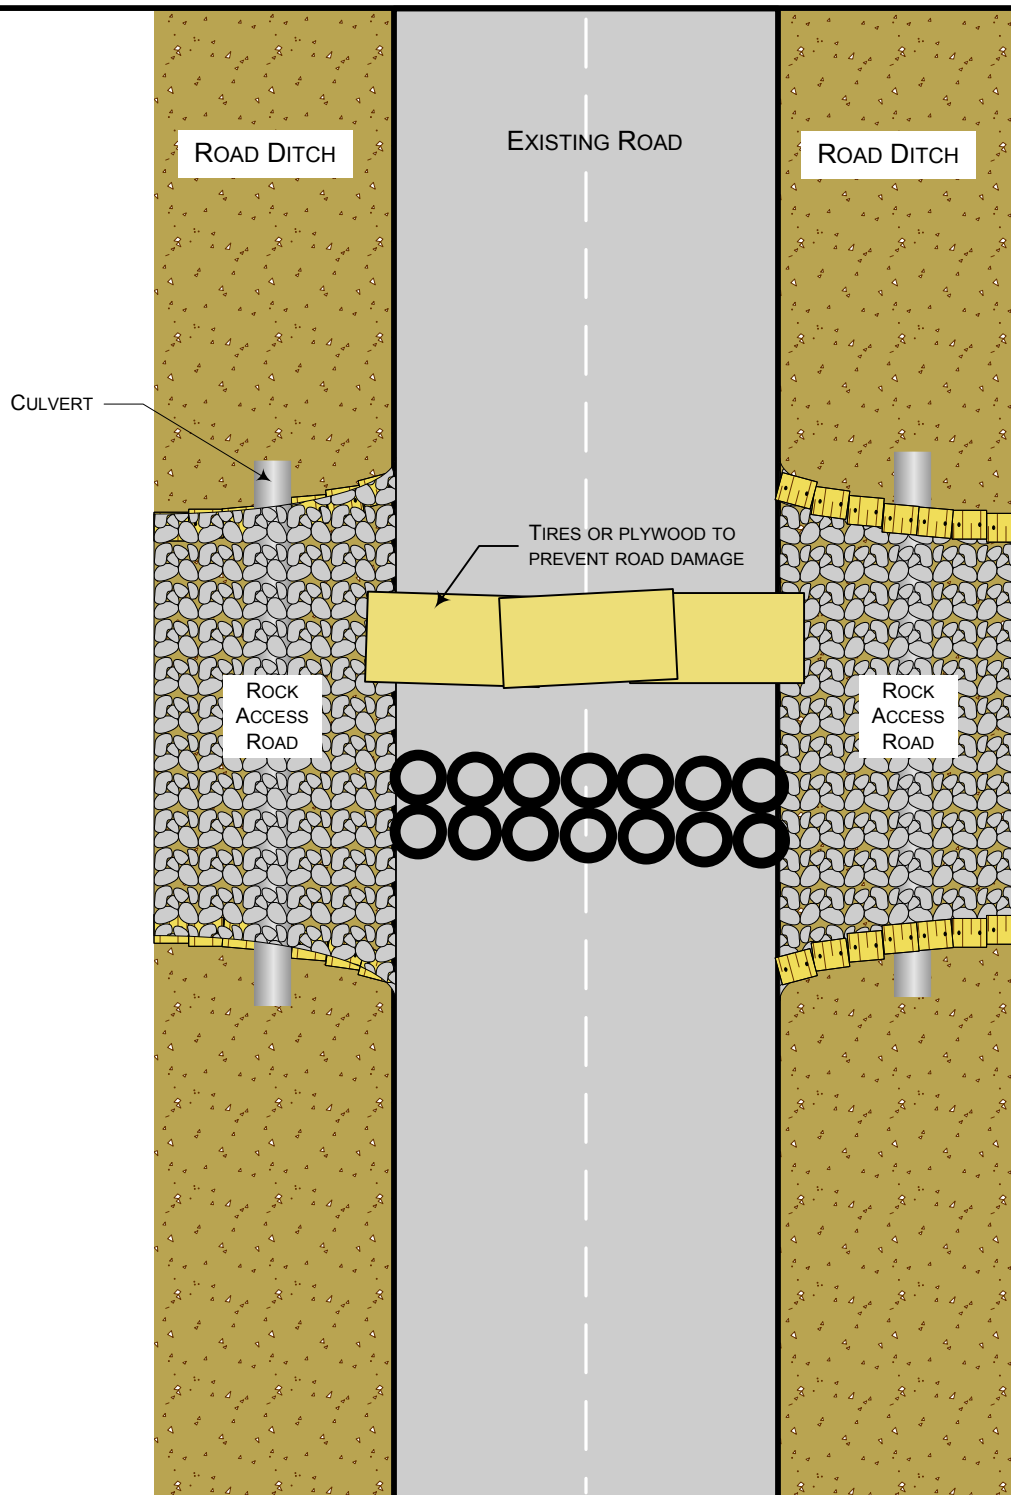 EXISTING ROAD
ROAD DITCH
ROAD DITCH
CULVERT
TIRES OR PLYWOOD TO
PREVENT ROAD DAMAGE
ROCK
ACCESS
ROAD
ROCK
ACCESS
ROAD